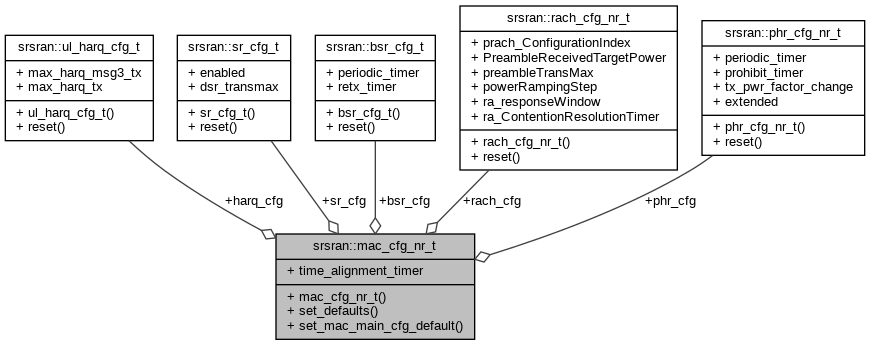 srsran::ul_harq_cfg_t
+ max_harq_msg3_tx
+ max_harq_tx
+ ul_harq_cfg_t()
+ reset()
srsran::sr_cfg_t
+ enabled
+ dsr_transmax
+ sr_cfg_t()
+ reset()
srsran::bsr_cfg_t
+ periodic_timer
+ retx_timer
+ bsr_cfg_t()
+ reset()
srsran::rach_cfg_nr_t
+ prach_ConfigurationIndex
+ PreambleReceivedTargetPower
+ preambleTransMax
+ powerRampingStep
+ ra_responseWindow
+ ra_ContentionResolutionTimer
+ rach_cfg_nr_t()
+ reset()
srsran::phr_cfg_nr_t
+ periodic_timer
+ prohibit_timer
+ tx_pwr_factor_change
+ extended
+ phr_cfg_nr_t()
+ reset()
+harq_cfg
+sr_cfg
+bsr_cfg
+rach_cfg
+phr_cfg
srsran::mac_cfg_nr_t
+ time_alignment_timer
+ mac_cfg_nr_t()
+ set_defaults()
+ set_mac_main_cfg_default()